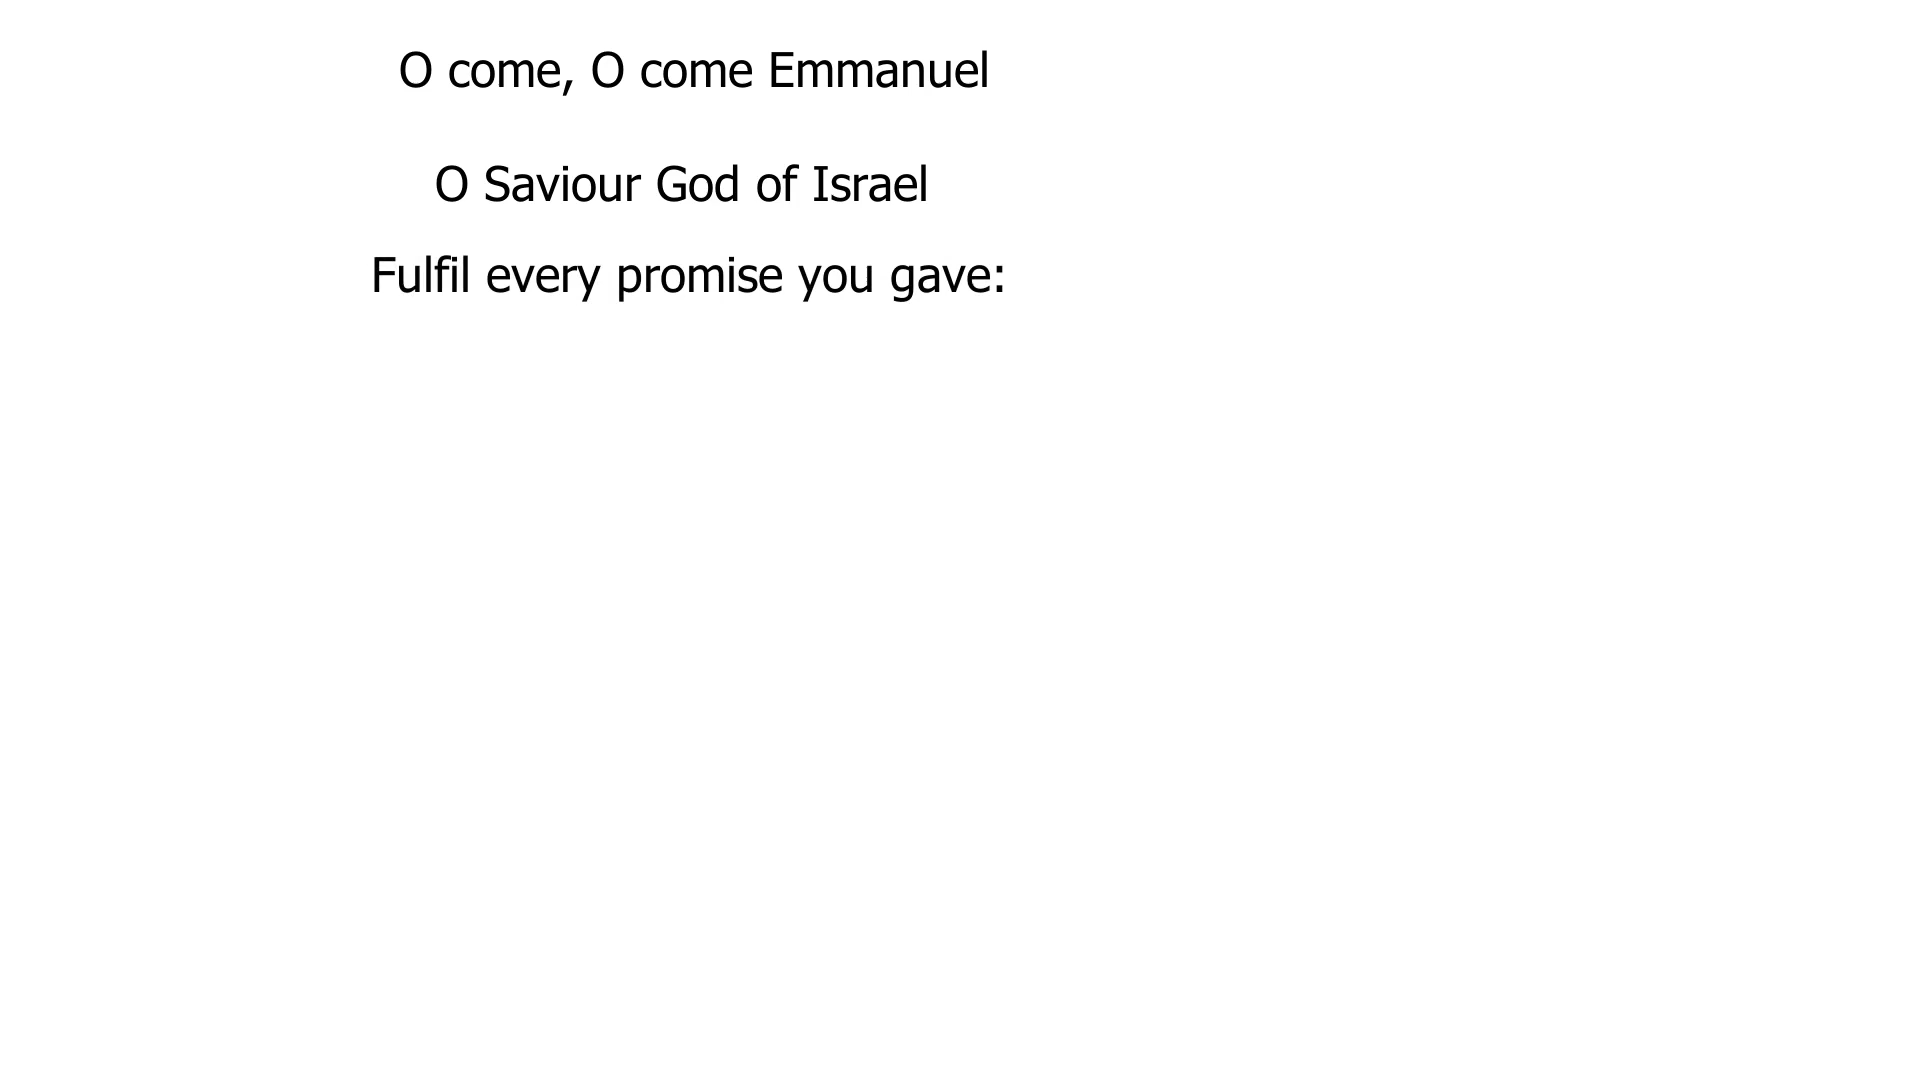 O come, O come Emmanuel
O Saviour God of Israel
Fulfil every promise you gave: